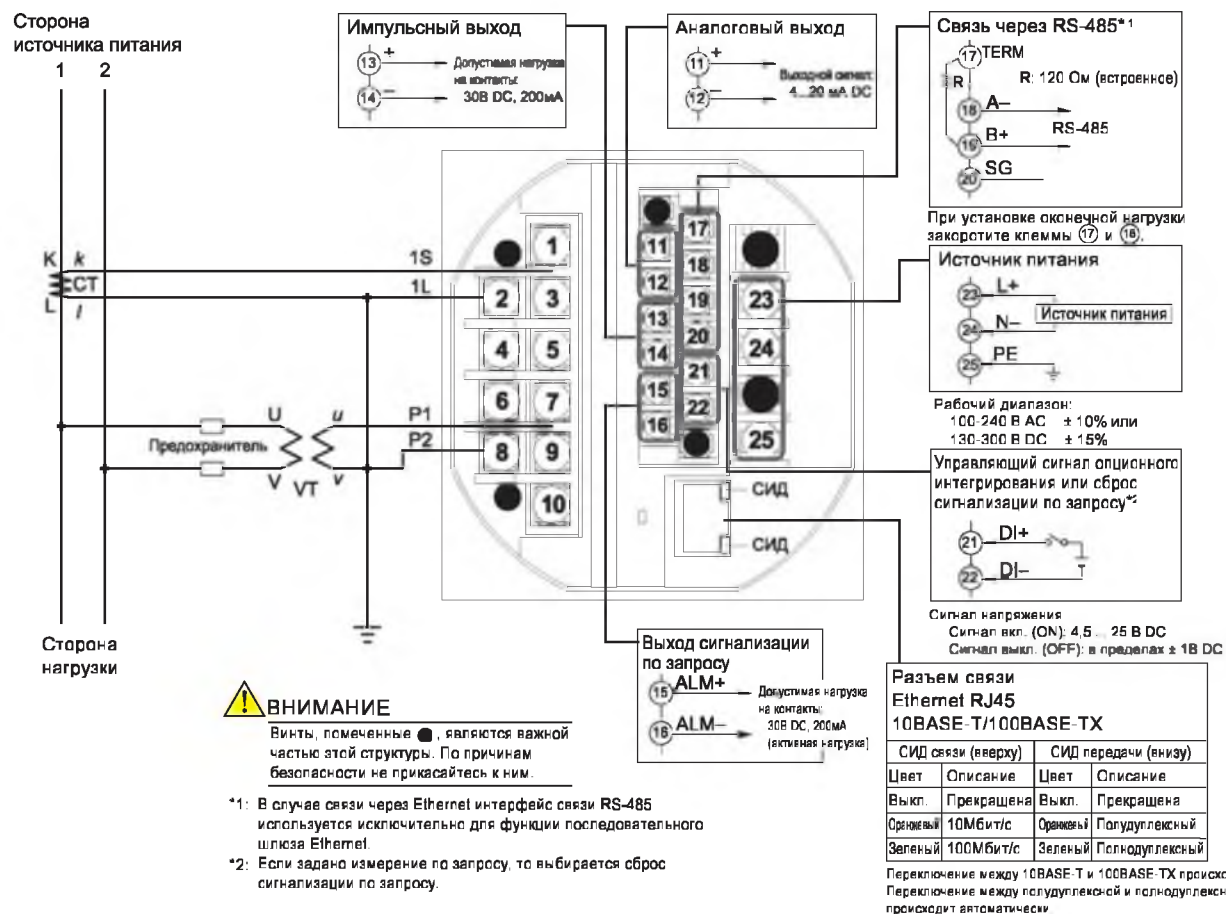 Сторона
источника питания
1 2
K k
CT
L l
1S
1L
U u
Предохранитель
V VT v
P1
P2
Сторона
нагрузки
Импульсный выход
13 +
14 −
Допустимая нагрузка
на контакты:
30В DC, 200мА
Аналоговый выход
11 +
12 −
Выходной сигнал:
4...20 мА DC
Связь через RS-485*1
17 TERM
R
R: 120 Ом (встроенное)
18 A−
19 B+
RS-485
20 SG
При установке оконечной нагрузки
закоротите клеммы 17 и 18.
1
2 3
4 5
6 7
8 9
10
11 17
12 18
13 19
14 20
15 21
16 22
23
24
25
СИД
СИД
Источник питания
23 L+
24 N−
Источник питания
25 PE
Рабочий диапазон:
100-240 В AC ± 10% или
130-300 В DC ± 15%
Управляющий сигнал опционного
интегрирования или сброс
сигнализации по запросу*2
21 DI+
22 DI−
Сигнал напряжения
Сигнал вкл. (ON): 4,5 ... 25 В DC
Сигнал выкл. (OFF): в пределах ± 1В DC
Выход сигнализации
по запросу
15 ALM+
16 ALM−
Допустимая нагрузка
на контакты:
30В DC, 200мА
(активная нагрузка)
Разъем связи
Ethernet RJ45
10BASE-T/100BASE-TX
СИД связи (вверху) СИД передачи (внизу)
Цвет Описание Цвет Описание
Выкл. Прекращена Выкл. Прекращена
Оранжевый 10Мбит/с Оранжевый Полудуплексный
Зеленый 100Мбит/с Зеленый Полнодуплексный
Переключение между 10BASE-T и 100BASE-TX происхо
Переключение между полудуплексной и полнодуплексн
происходит автоматически.
ВНИМАНИЕ
Винты, помеченные ●, являются важной
частью этой структуры. По причинам
безопасности не прикасайтесь к ним.
*1: В случае связи через Ethernet интерфейс связи RS-485
используется исключительно для функции последовательного
шлюза Ethernet.
*2: Если задано измерение по запросу, то выбирается сброс
сигнализации по запросу.